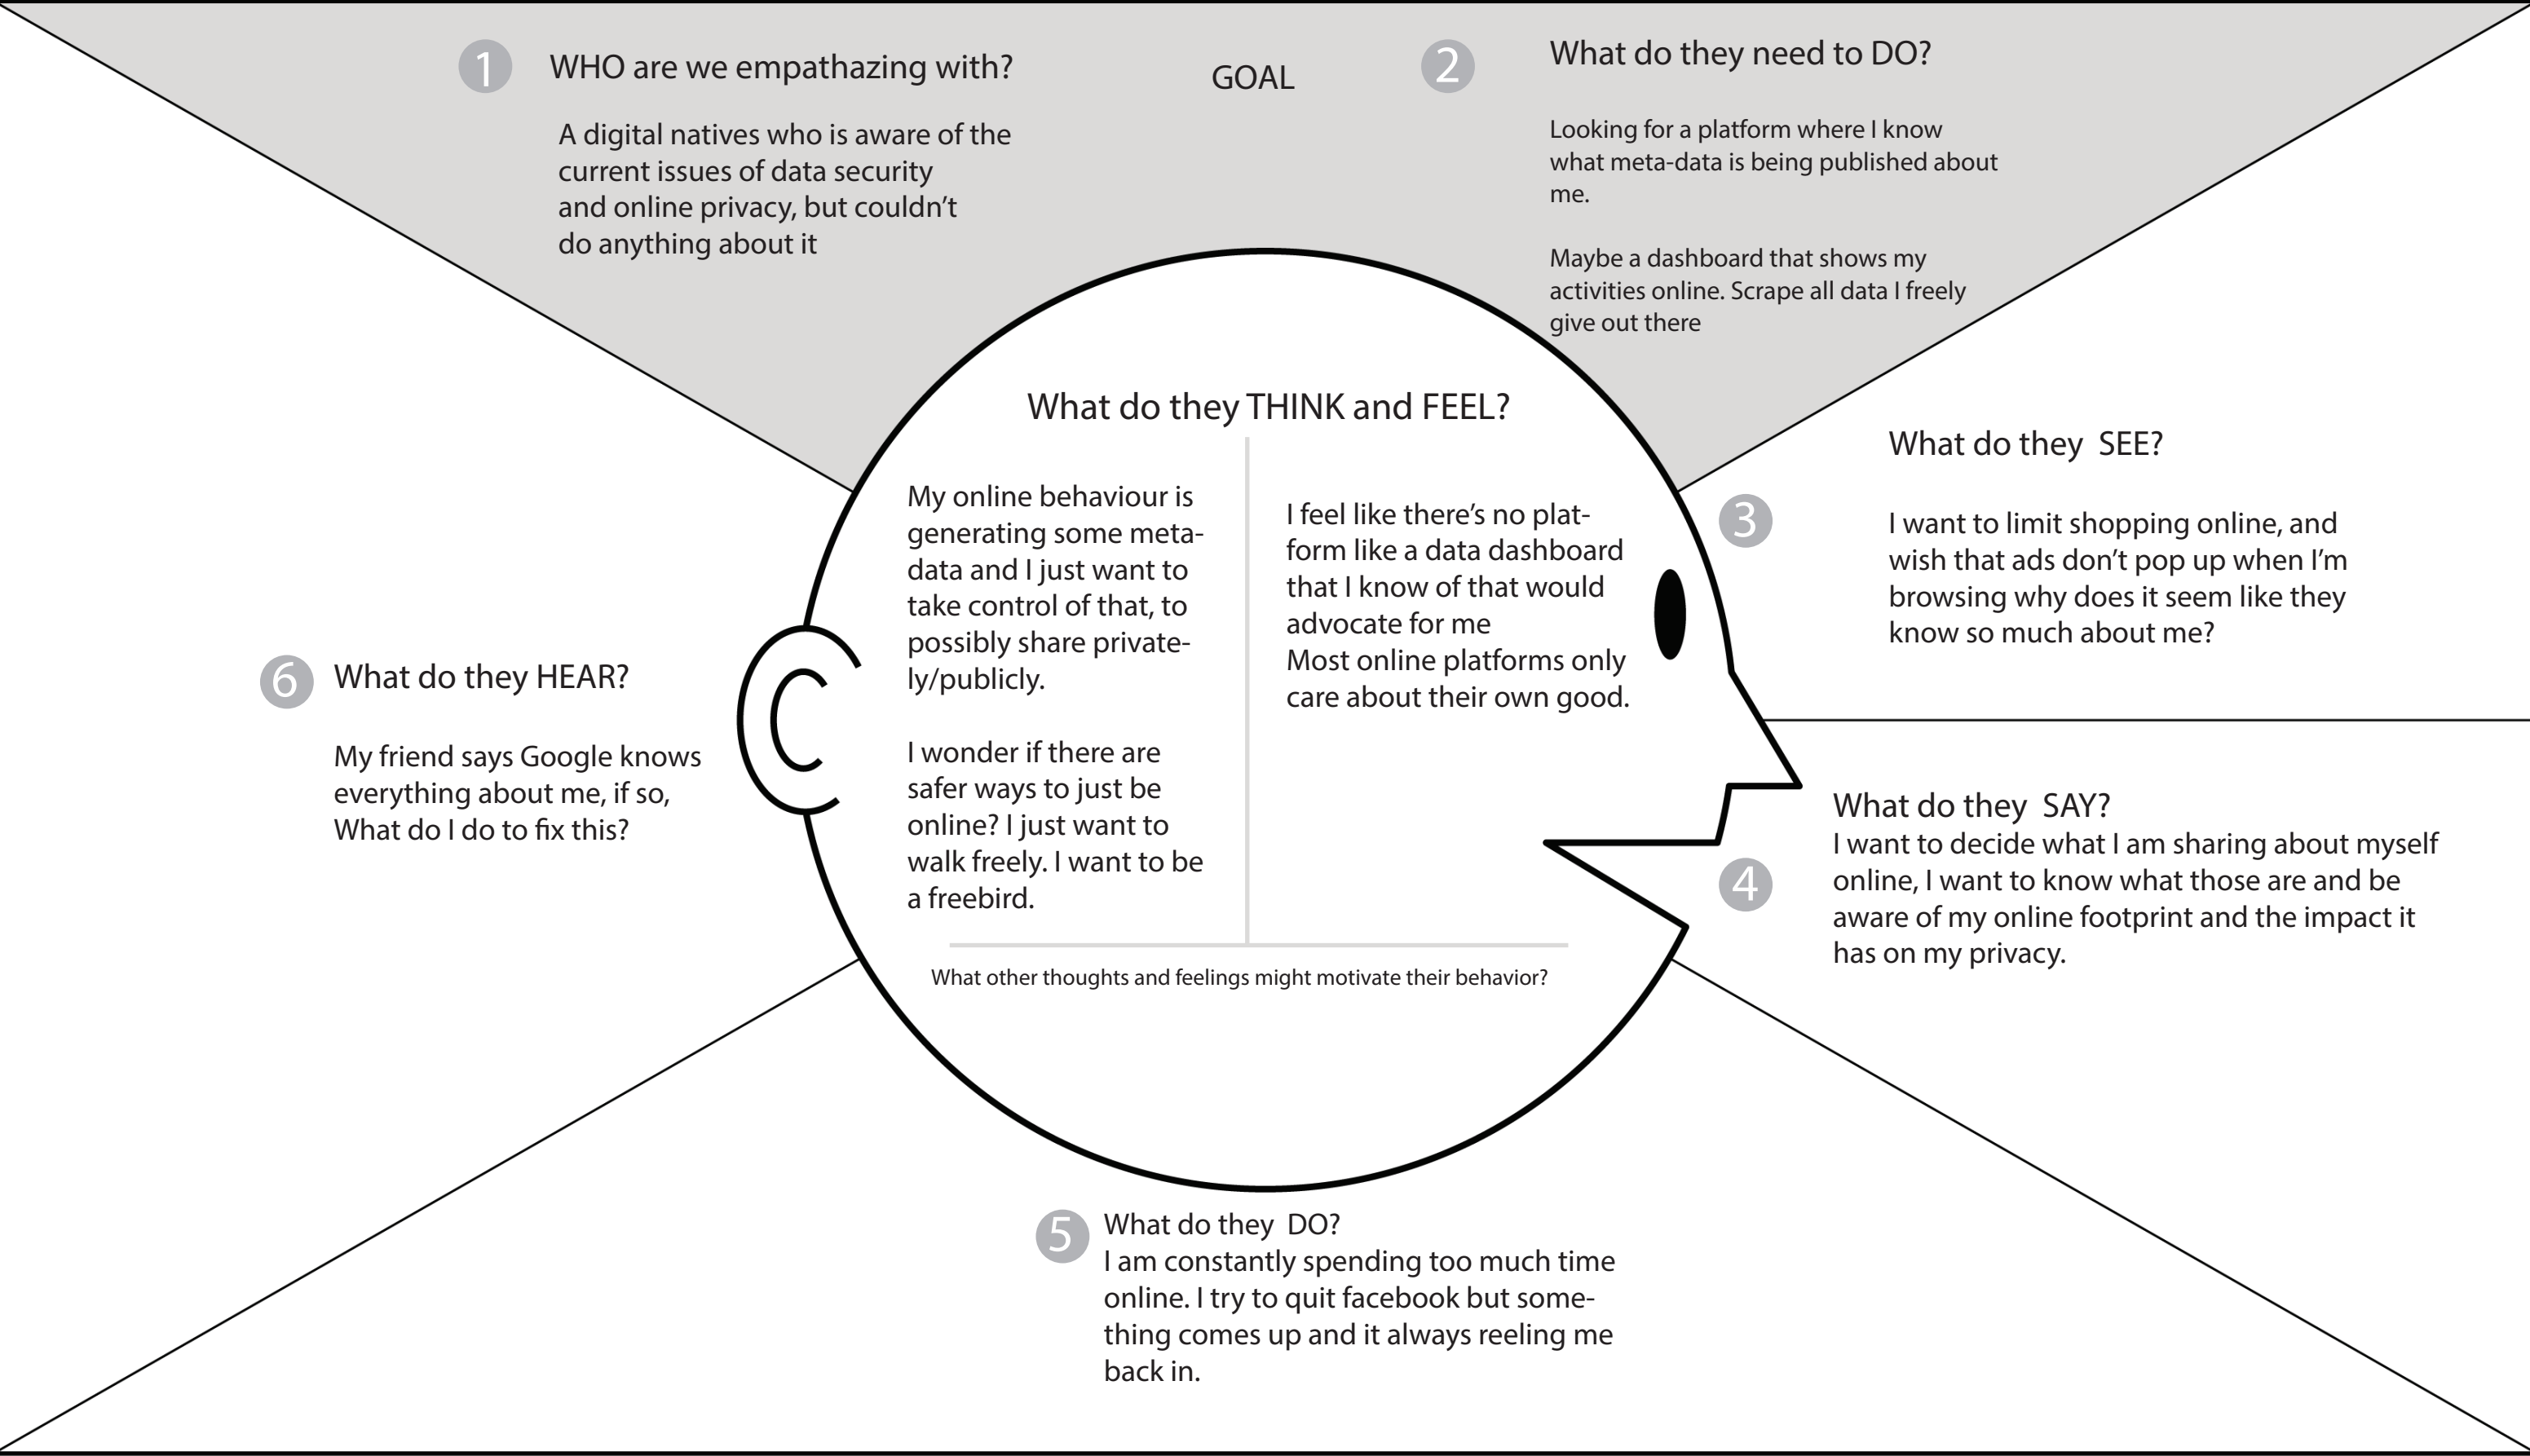 1
WHO are we empathazing with?
A digital natives who is aware of the
current issues of data security
and online privacy, but couldn't
do anything about it
GOAL
2
What do they need to DO?
Looking for a platform where I know
what meta-data is being published about
me.
Maybe a dashboard that shows my
activities online. Scrape all data I freely
give out there
What do they THINK and FEEL?
My online behaviour is
generating some meta-
data and I just want to
take control of that, to
possibly share private-
ly/publicly.
I wonder if there are
safer ways to just be
online? I just want to
walk freely. I want to be
a freebird.
I feel like there's no plat-
form like a data dashboard
that I know of that would
advocate for me
Most online platforms only
care about their own good.
What other thoughts and feelings might motivate their behavior?
3
What do they SEE?
I want to limit shopping online, and
wish that ads don't pop up when I'm
browsing why does it seem like they
know so much about me?
4
What do they SAY?
I want to decide what I am sharing about myself
online, I want to know what those are and be
aware of my online footprint and the impact it
has on my privacy.
5
What do they DO?
I am constantly spending too much time
online. I try to quit facebook but some-
thing comes up and it always reeling me
back in.
6
What do they HEAR?
My friend says Google knows
everything about me, if so,
What do I do to fix this?